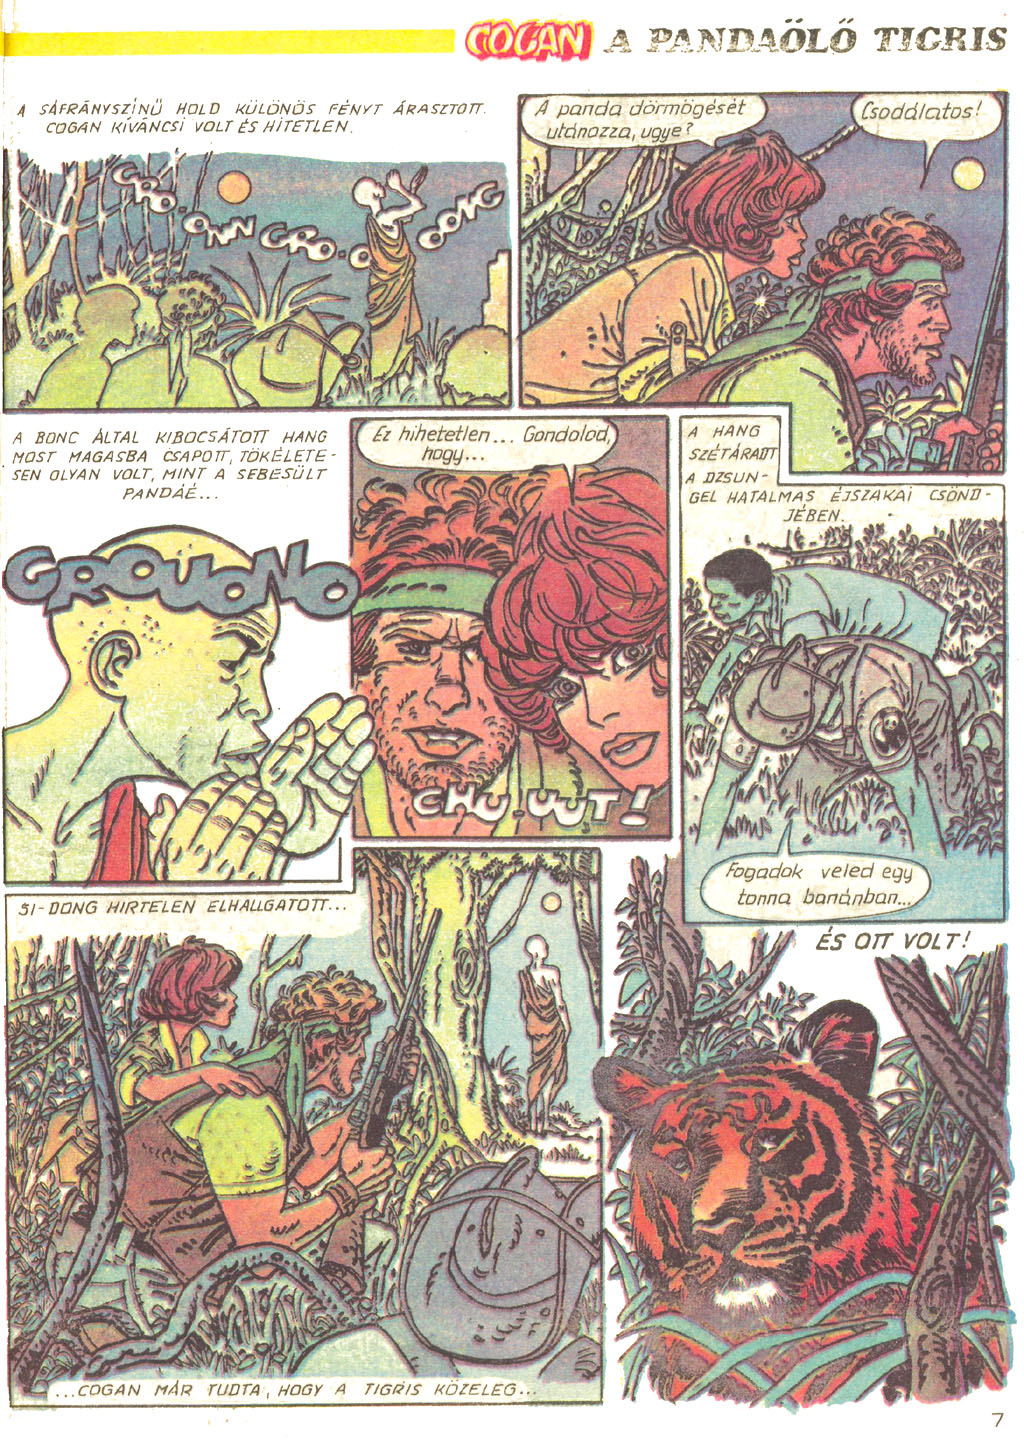 COGAN A PANDAÖLŐ TIGRIS
A SÁFRÁNYSZÍNŰ HOLD KÜLÖNÖS FÉNYT ÁRASZTOTT.
COGAN KÍVÁNCSI VOLT ÉS HITETLEN.
GRO-ONN GRO-O OONG
A panda dörmögését
utánozza, ugye?
Csodálatos!
A BONC ÁLTAL KIBOCSÁTOTT HANG
MOST MAGASBA CSAPOTT, TÖKÉLETE-
SEN OLYAN VOLT, MINT A SEBESÜLT
PANDÁÉ...
GROUONO
Ez hihetetlen... Gondolod,
hogy...
CHU-UUT!
A HANG
SZÉTÁRADT
A DZSUN-
GEL HATALMAS ÉJSZAKAI CSÖND-
JÉBEN.
Fogadok veled egy
tonna banánban...
SI-DONG HIRTELEN ELHALLGATOTT...
...COGAN MÁR TUDTA, HOGY A TIGRIS KÖZELEG...
ÉS OTT VOLT!
7